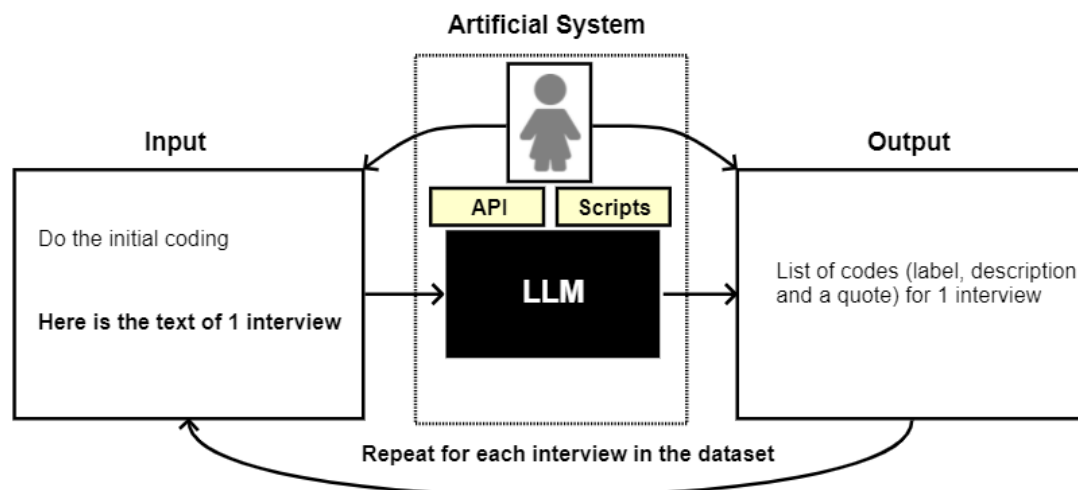 Artificial System
Input
Output
API
Scripts
Do the initial coding
Here is the text of 1 interview
LLM
List of codes (label, description
and a quote) for 1 interview
Repeat for each interview in the dataset